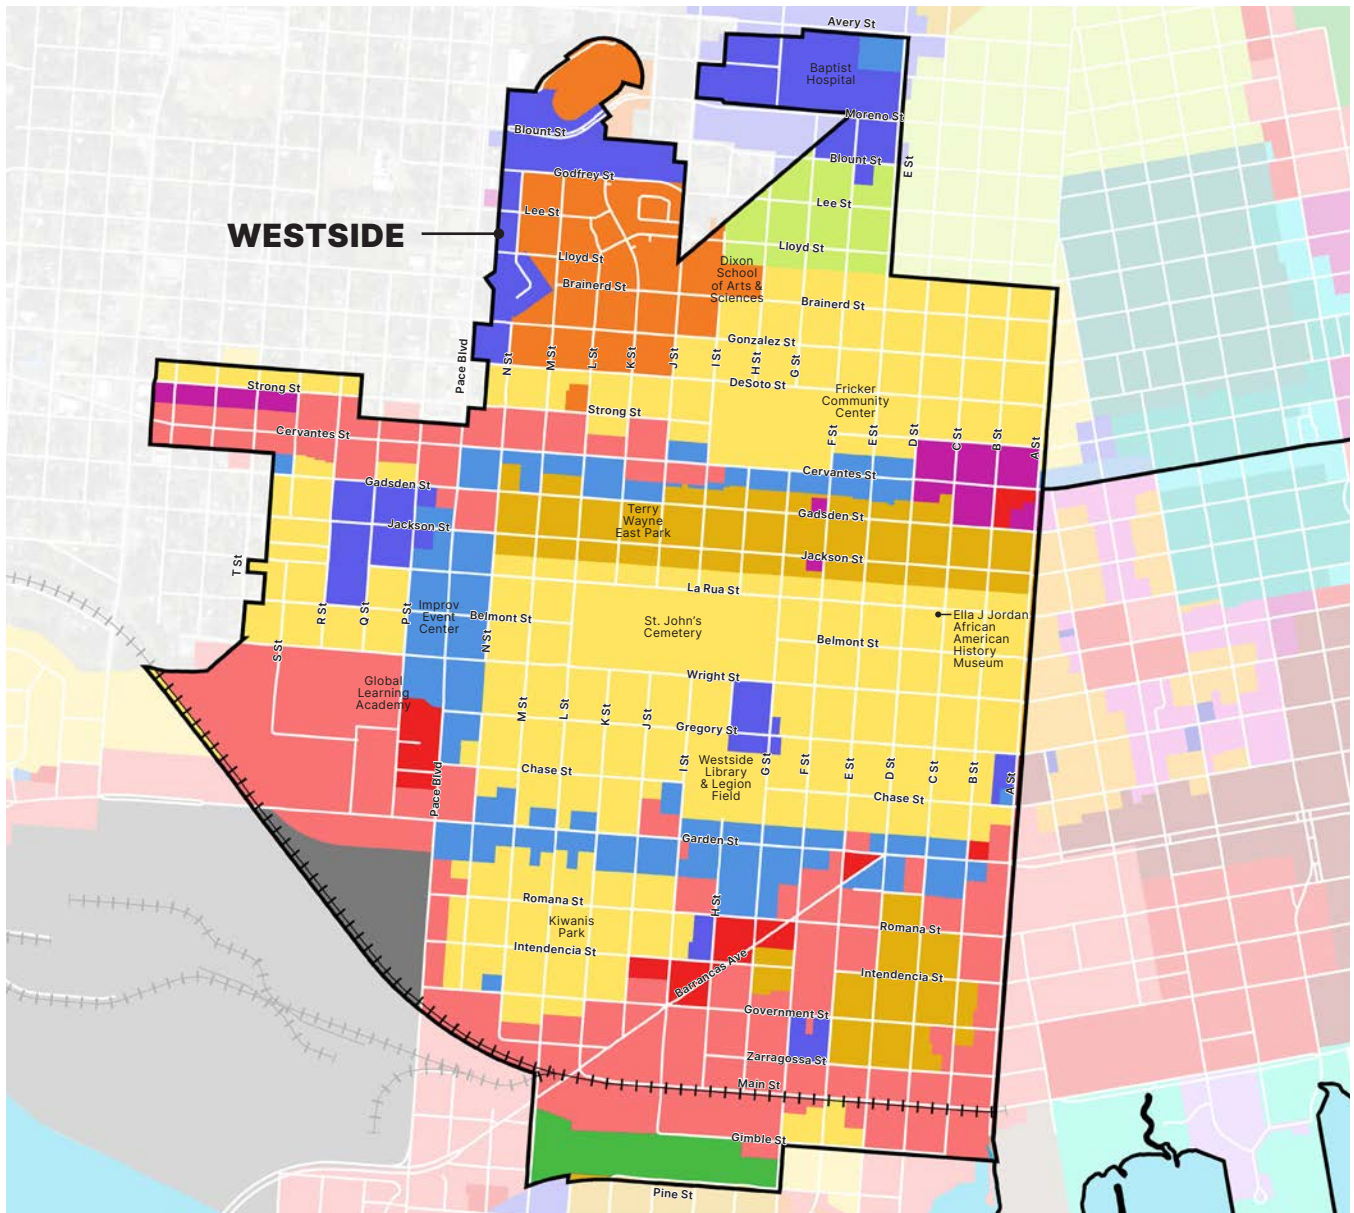 Avery St
Baptist
Hospital
Moreno St
Blount St
Blount St
E St
Godfrey St
Lee St
Lee St
WESTSIDE
Lloyd St
Lloyd St
Dixon
School
of Arts &
Sciences
Brainerd St
Brainerd St
Gonzalez St
Pace Blvd
N St
M St
L St
K St
J St
I St
H St
G St
DeSoto St
Strong St
Fricker
Community
Center
Strong St
Cervantes St
F St
E St
D St
C St
B St
A St
Cervantes St
Gadsden St
Terry
Wayne
East Park
Gadsden St
Jackson St
Jackson St
T St
La Rua St
R St
Q St
P St
Improv
Event
Center
Belmont St
N St
St. John's
Cemetery
Belmont St
Ella J Jordan
African
American
History
Museum
S St
Wright St
Global
Learning
Academy
M St
L St
K St
J St
Gregory St
I St
Westside
Library
& Legion
Field
G St
F St
E St
D St
C St
B St
A St
Chase St
Pace Blvd
Chase St
Garden St
Romana St
H St
Kiwanis
Park
Romana St
Intendencia St
Barrancas Ave
Intendencia St
Government St
Zarragossa St
Main St
Gimble St
Pine St